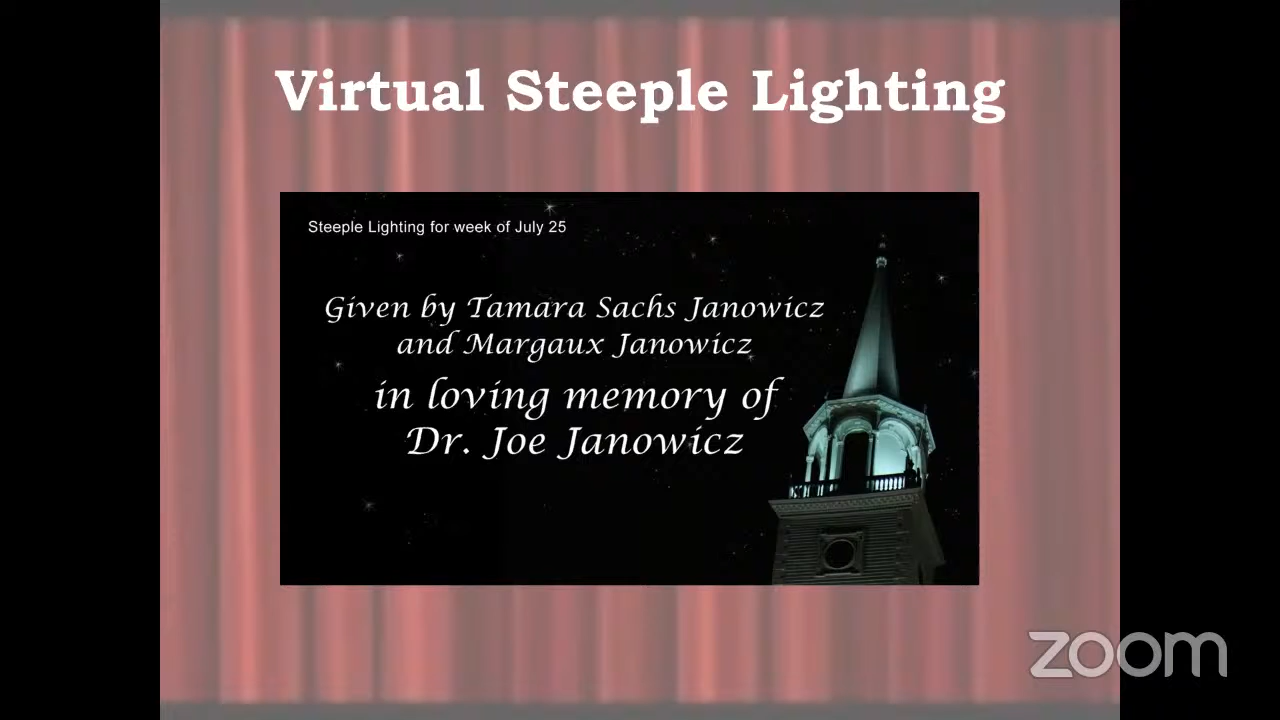 Virtual Steeple Lighting
Steeple Lighting for week of July 25
Given by Tamara Sachs Janowicz
and Margaux Janowicz
in loving memory of
Dr. Joe Janowicz
zoom